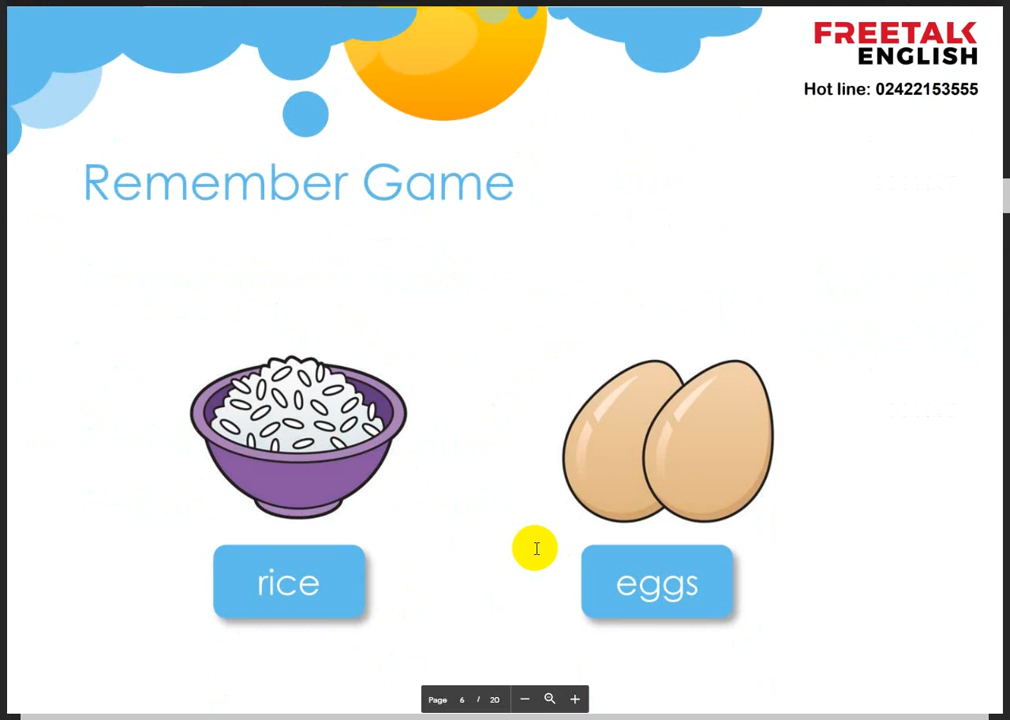 FREETALK
ENGLISH
Hot line: 02422153555
Remember Game
rice
eggs
Page 6 / 20